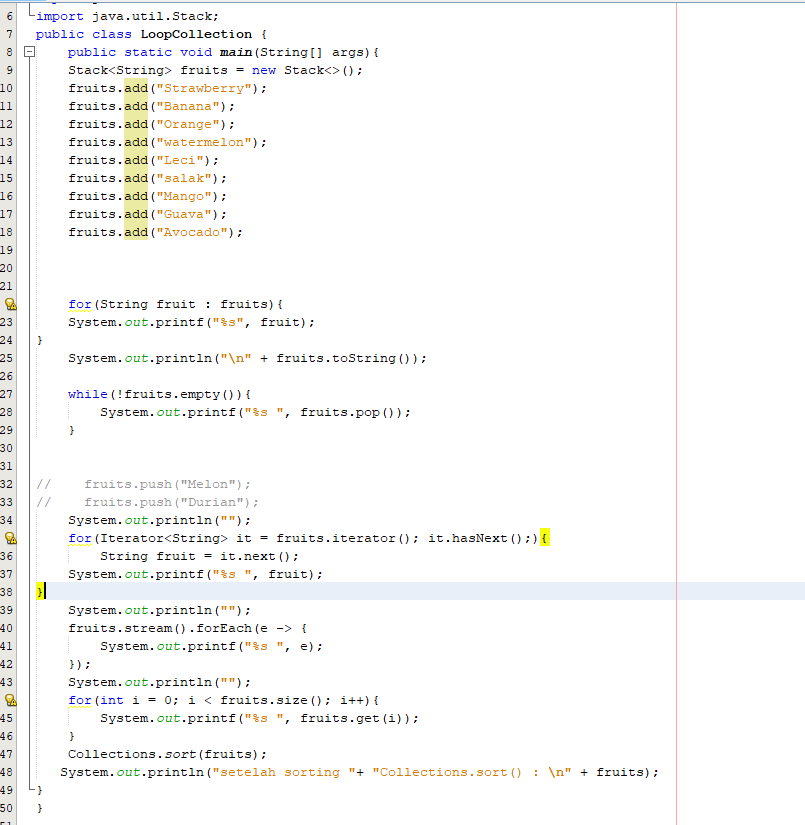 6 import java.util.Stack;
7 public class LoopCollection {
8 public static void main(String[] args){
9 Stack<String> fruits = new Stack<>();
10 fruits.add("Strawberry");
11 fruits.add("Banana");
12 fruits.add("Orange");
13 fruits.add("watermelon");
14 fruits.add("Leci");
15 fruits.add("salak");
16 fruits.add("Mango");
17 fruits.add("Guava");
18 fruits.add("Avocado");
19
20
21
for(String fruit : fruits){
23 System.out.printf("%s", fruit);
24 }
25 System.out.println("\n" + fruits.toString());
26
27 while(!fruits.empty()){
28 System.out.printf("%s ", fruits.pop());
29 }
30
31
32 // fruits.push("Melon");
33 // fruits.push("Durian");
34 System.out.println("");
for(Iterator<String> it = fruits.iterator(); it.hasNext();){
36 String fruit = it.next();
37 System.out.printf("%s ", fruit);
38 }
39 System.out.println("");
40 fruits.stream().forEach(e -> {
41 System.out.printf("%s ", e);
42 });
43 System.out.println("");
for(int i = 0; i < fruits.size(); i++){
45 System.out.printf("%s ", fruits.get(i));
46 }
47 Collections.sort(fruits);
48 System.out.println("setelah sorting "+ "Collections.sort() : \n" + fruits);
49 }
50 }